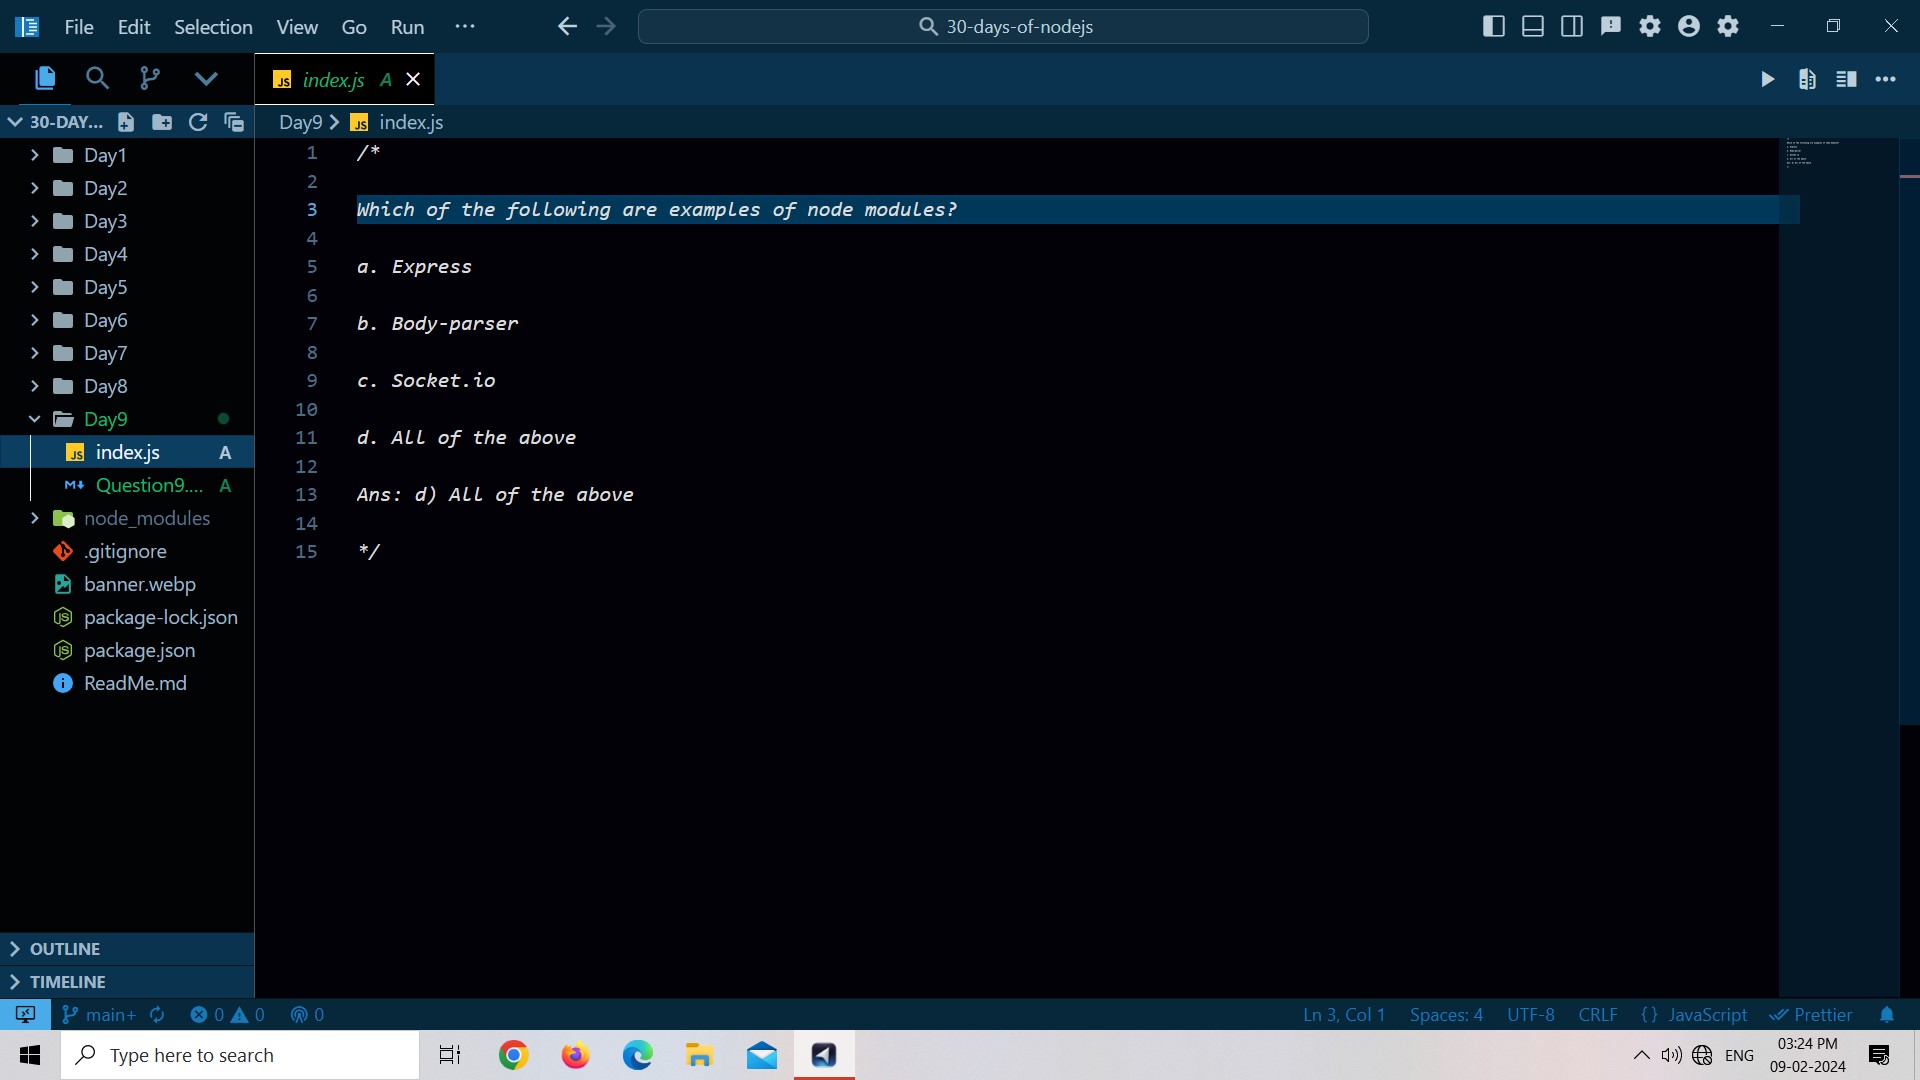 File Edit Selection View Go Run ··· 30-days-of-nodejs
JS index.js A
30-DAY...
Day9 > JS index.js
Day1
Day2
Day3
Day4
Day5
Day6
Day7
Day8
Day9
JS index.js A
M↓ Question9.... A
node_modules
.gitignore
banner.webp
package-lock.json
package.json
ReadMe.md
OUTLINE
TIMELINE
1 /*
2
3 Which of the following are examples of node modules?
4
5 a. Express
6
7 b. Body-parser
8
9 c. Socket.io
10
11 d. All of the above
12
13 Ans: d) All of the above
14
15 */
main+ 0 0 0 Ln 3, Col 1 Spaces: 4 UTF-8 CRLF {} JavaScript Prettier
Type here to search ENG 03:24 PM
09-02-2024